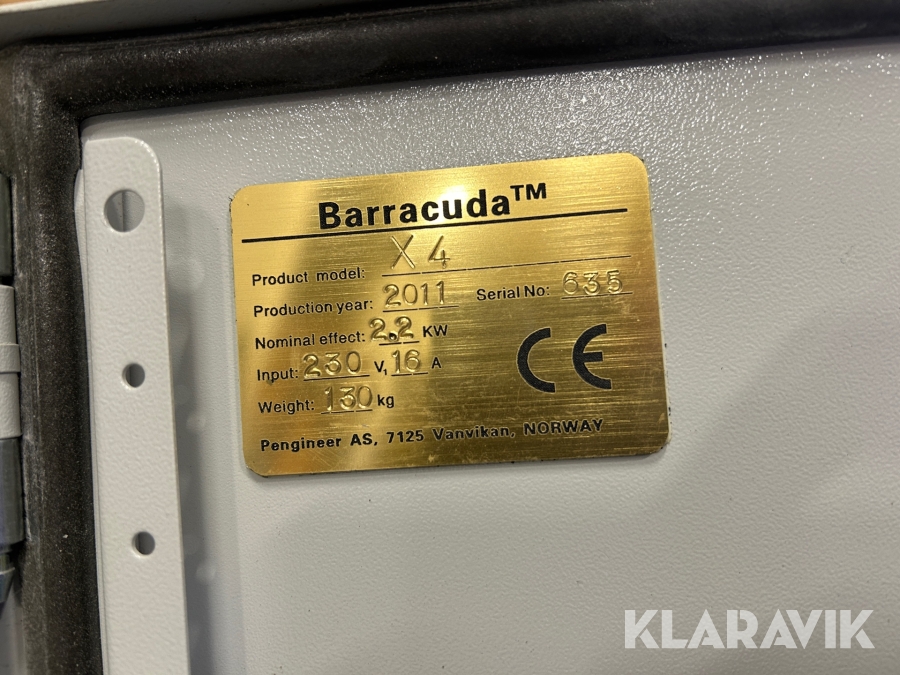 Barracuda™
Product model: X 4
Production year: 2011 Serial No: 635
Nominal effect: 2.2 KW
Input: 230 V, 16 A
Weight: 130 kg
CE
Pengineer AS, 7125 Vanvikan, NORWAY
KLARAVIK